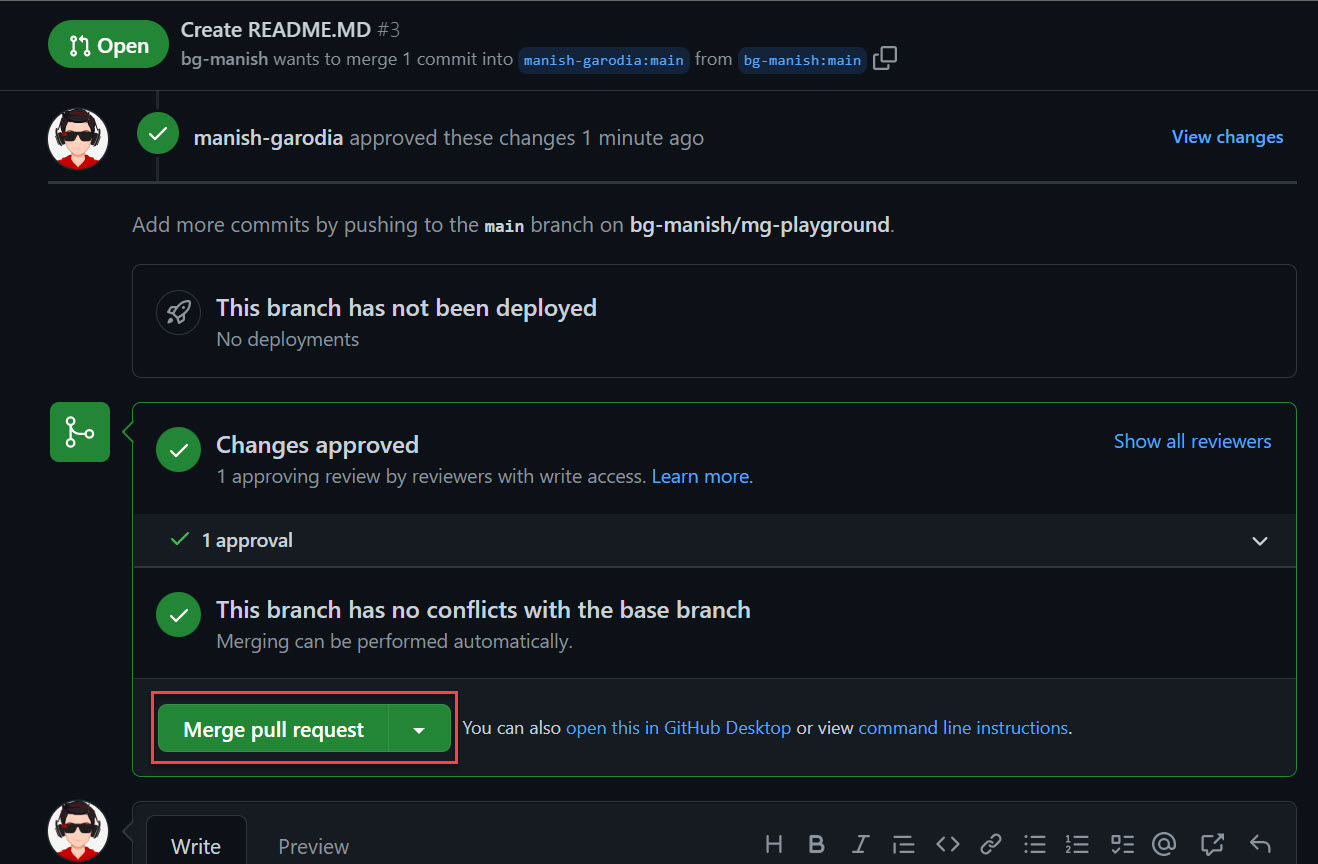 Open
Create README.MD #3
bg-manish wants to merge 1 commit into manish-garodia:main from bg-manish:main
manish-garodia approved these changes 1 minute ago
View changes
Add more commits by pushing to the main branch on bg-manish/mg-playground.
This branch has not been deployed
No deployments
Changes approved
Show all reviewers
1 approving review by reviewers with write access. Learn more.
1 approval
This branch has no conflicts with the base branch
Merging can be performed automatically.
Merge pull request
You can also open this in GitHub Desktop or view command line instructions.
Write
Preview